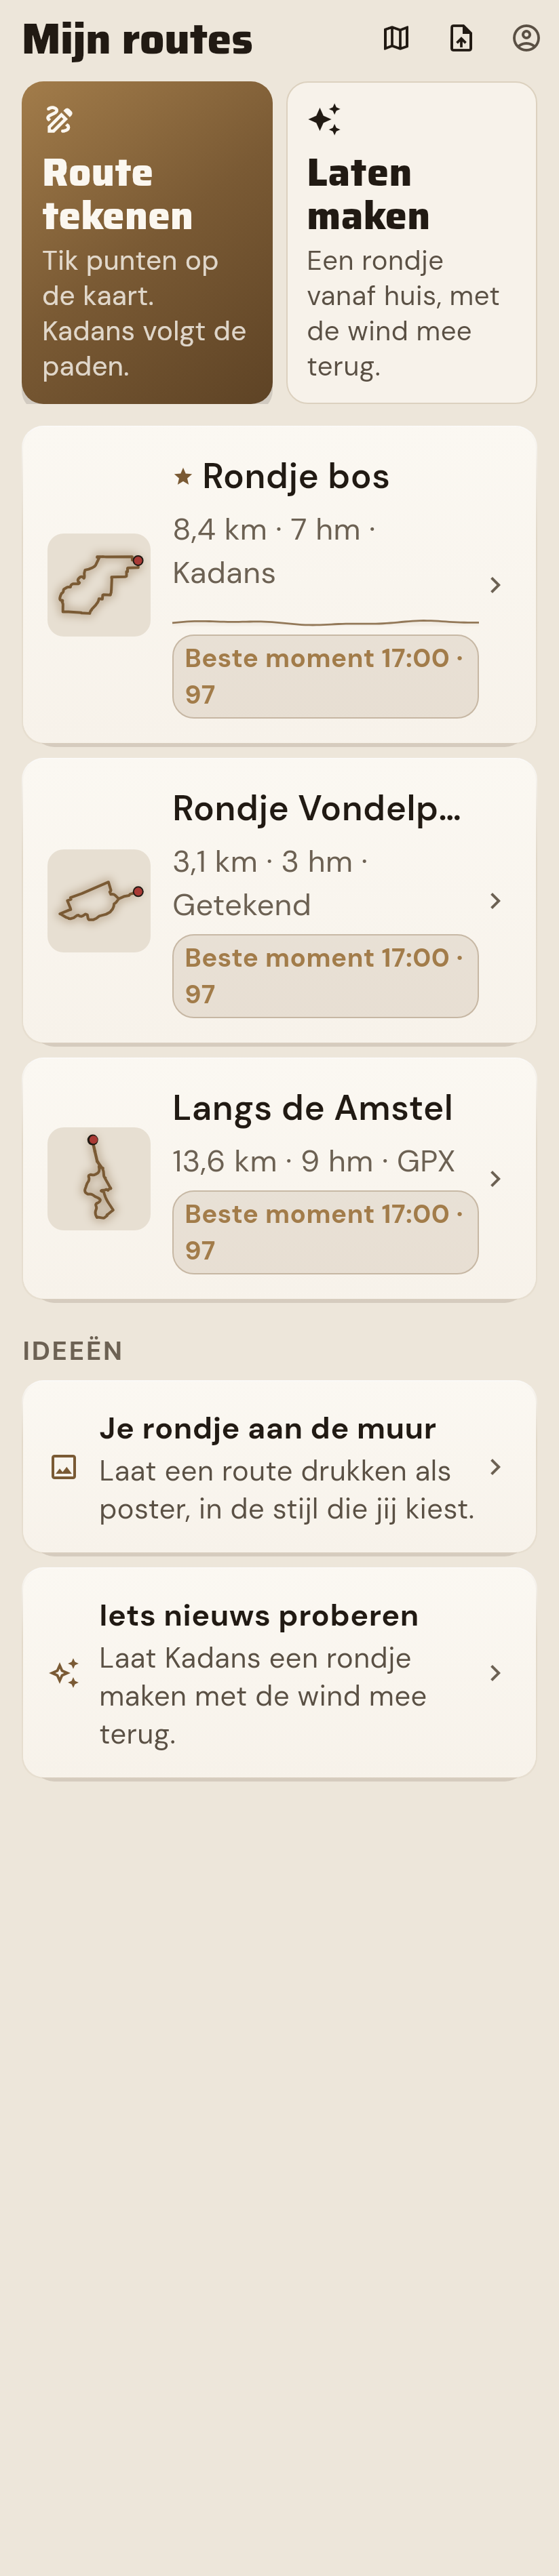 Mijn routes
Route
tekenen
Tik punten op
de kaart.
Kadans volgt de
paden.
Laten
maken
Een rondje
vanaf huis, met
de wind mee
terug.
Rondje bos
8,4 km · 7 hm ·
Kadans
Beste moment 17:00 ·
97
Rondje Vondelp…
3,1 km · 3 hm ·
Getekend
Beste moment 17:00 ·
97
Langs de Amstel
13,6 km · 9 hm · GPX
Beste moment 17:00 ·
97
IDEEËN
Je rondje aan de muur
Laat een route drukken als
poster, in de stijl die jij kiest.
Iets nieuws proberen
Laat Kadans een rondje
maken met de wind mee
terug.